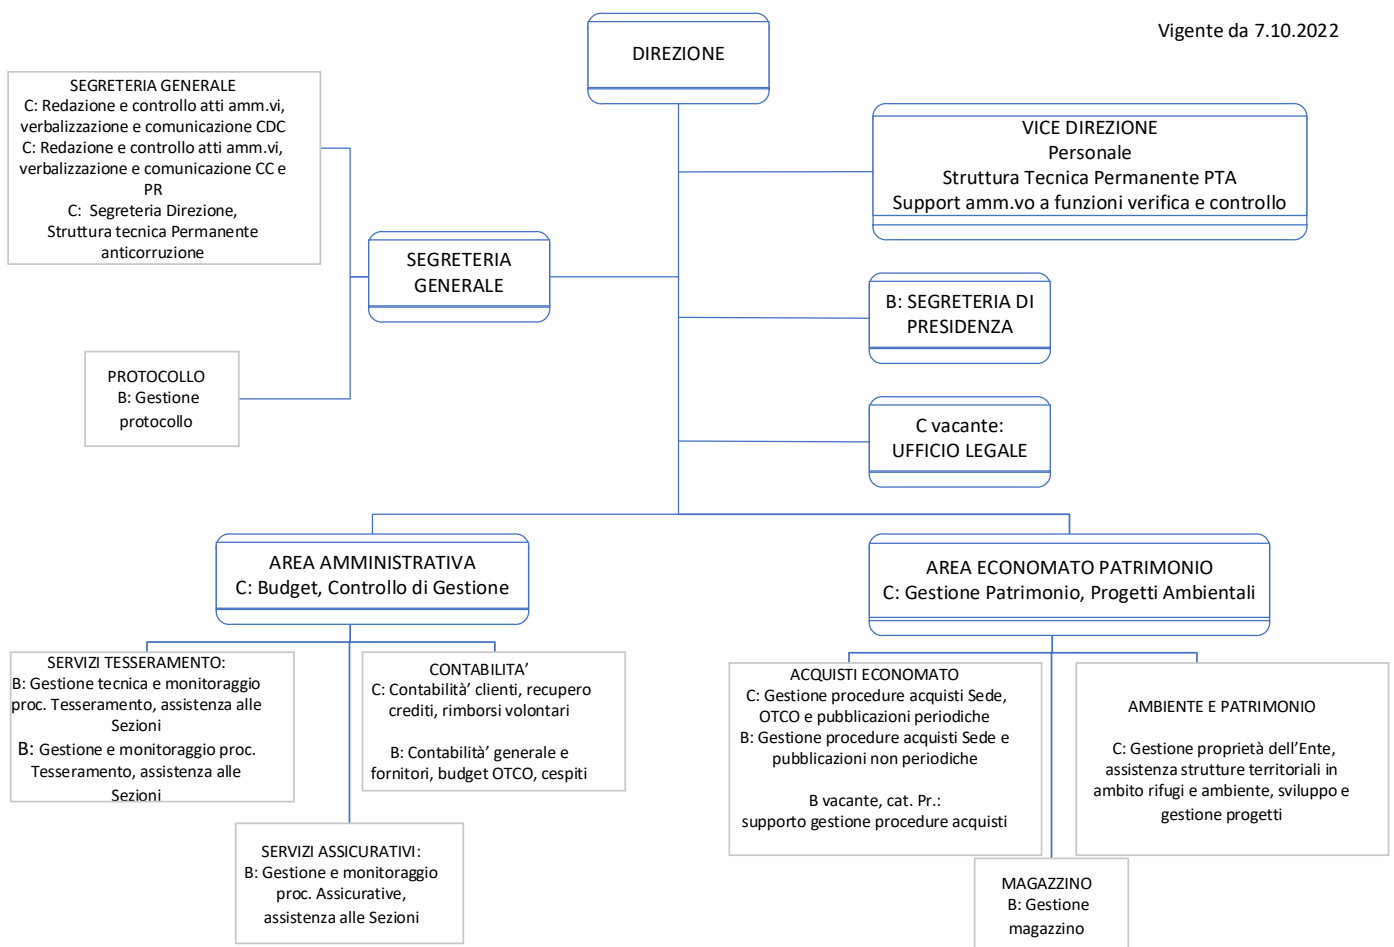 Vigente da 7.10.2022
DIREZIONE
SEGRETERIA GENERALE
C: Redazione e controllo atti amm.vi,
verbalizzazione e comunicazione CDC
C: Redazione e controllo atti amm.vi,
verbalizzazione e comunicazione CC e
PR
C:  Segreteria Direzione,
Struttura tecnica Permanente
anticorruzione
VICE DIREZIONE
Personale
Struttura Tecnica Permanente PTA
Support amm.vo a funzioni verifica e controllo
SEGRETERIA
GENERALE
B: SEGRETERIA DI
PRESIDENZA
PROTOCOLLO
B: Gestione
protocollo
C vacante:
UFFICIO LEGALE
AREA AMMINISTRATIVA
C: Budget, Controllo di Gestione
AREA ECONOMATO PATRIMONIO
C: Gestione Patrimonio, Progetti Ambientali
SERVIZI TESSERAMENTO:
B: Gestione tecnica e monitoraggio
proc. Tesseramento, assistenza alle
Sezioni
B: Gestione e monitoraggio proc.
Tesseramento, assistenza alle
Sezioni
CONTABILITA’
C: Contabilità’ clienti, recupero
crediti, rimborsi volontari
B: Contabilità’ generale e
fornitori, budget OTCO, cespiti
SERVIZI ASSICURATIVI:
B: Gestione e monitoraggio
proc. Assicurative,
assistenza alle Sezioni
ACQUISTI ECONOMATO
C: Gestione procedure acquisti Sede,
OTCO e pubblicazioni periodiche
B: Gestione procedure acquisti Sede e
pubblicazioni non periodiche
B vacante, cat. Pr.:
supporto gestione procedure acquisti
AMBIENTE E PATRIMONIO
C: Gestione proprietà dell’Ente,
assistenza strutture territoriali in
ambito rifugi e ambiente, sviluppo e
gestione progetti
MAGAZZINO
B: Gestione
magazzino